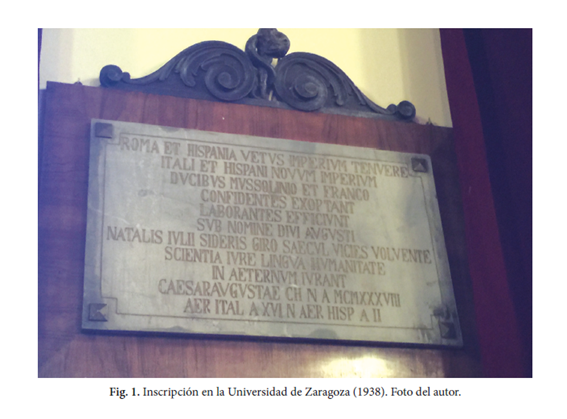 ROMA ET HISPANIA VETVS IMPERIVM TENVERE
ITALI ET HISPANI NOVVM IMPERIVM
DVCIBVS MVSSOLINIO ET FRANCO
CONFIDENTES EXOPTANT
LABORANTES EFFICIVNT
SVB NOMINE DIVI AVGVSTI
NATALIS IVLII SIDERIS GIRO SAECVL VICIES VOLVENTE
SCIENTIA IVRE LINGVA HVMANITATE
IN AETERNVM IVRANT
CAESARAVGVSTAE CH N A MCMXXXVIII
AER ITAL A XVI N AER HISP A II
Fig. 1. Inscripción en la Universidad de Zaragoza (1938). Foto del autor.